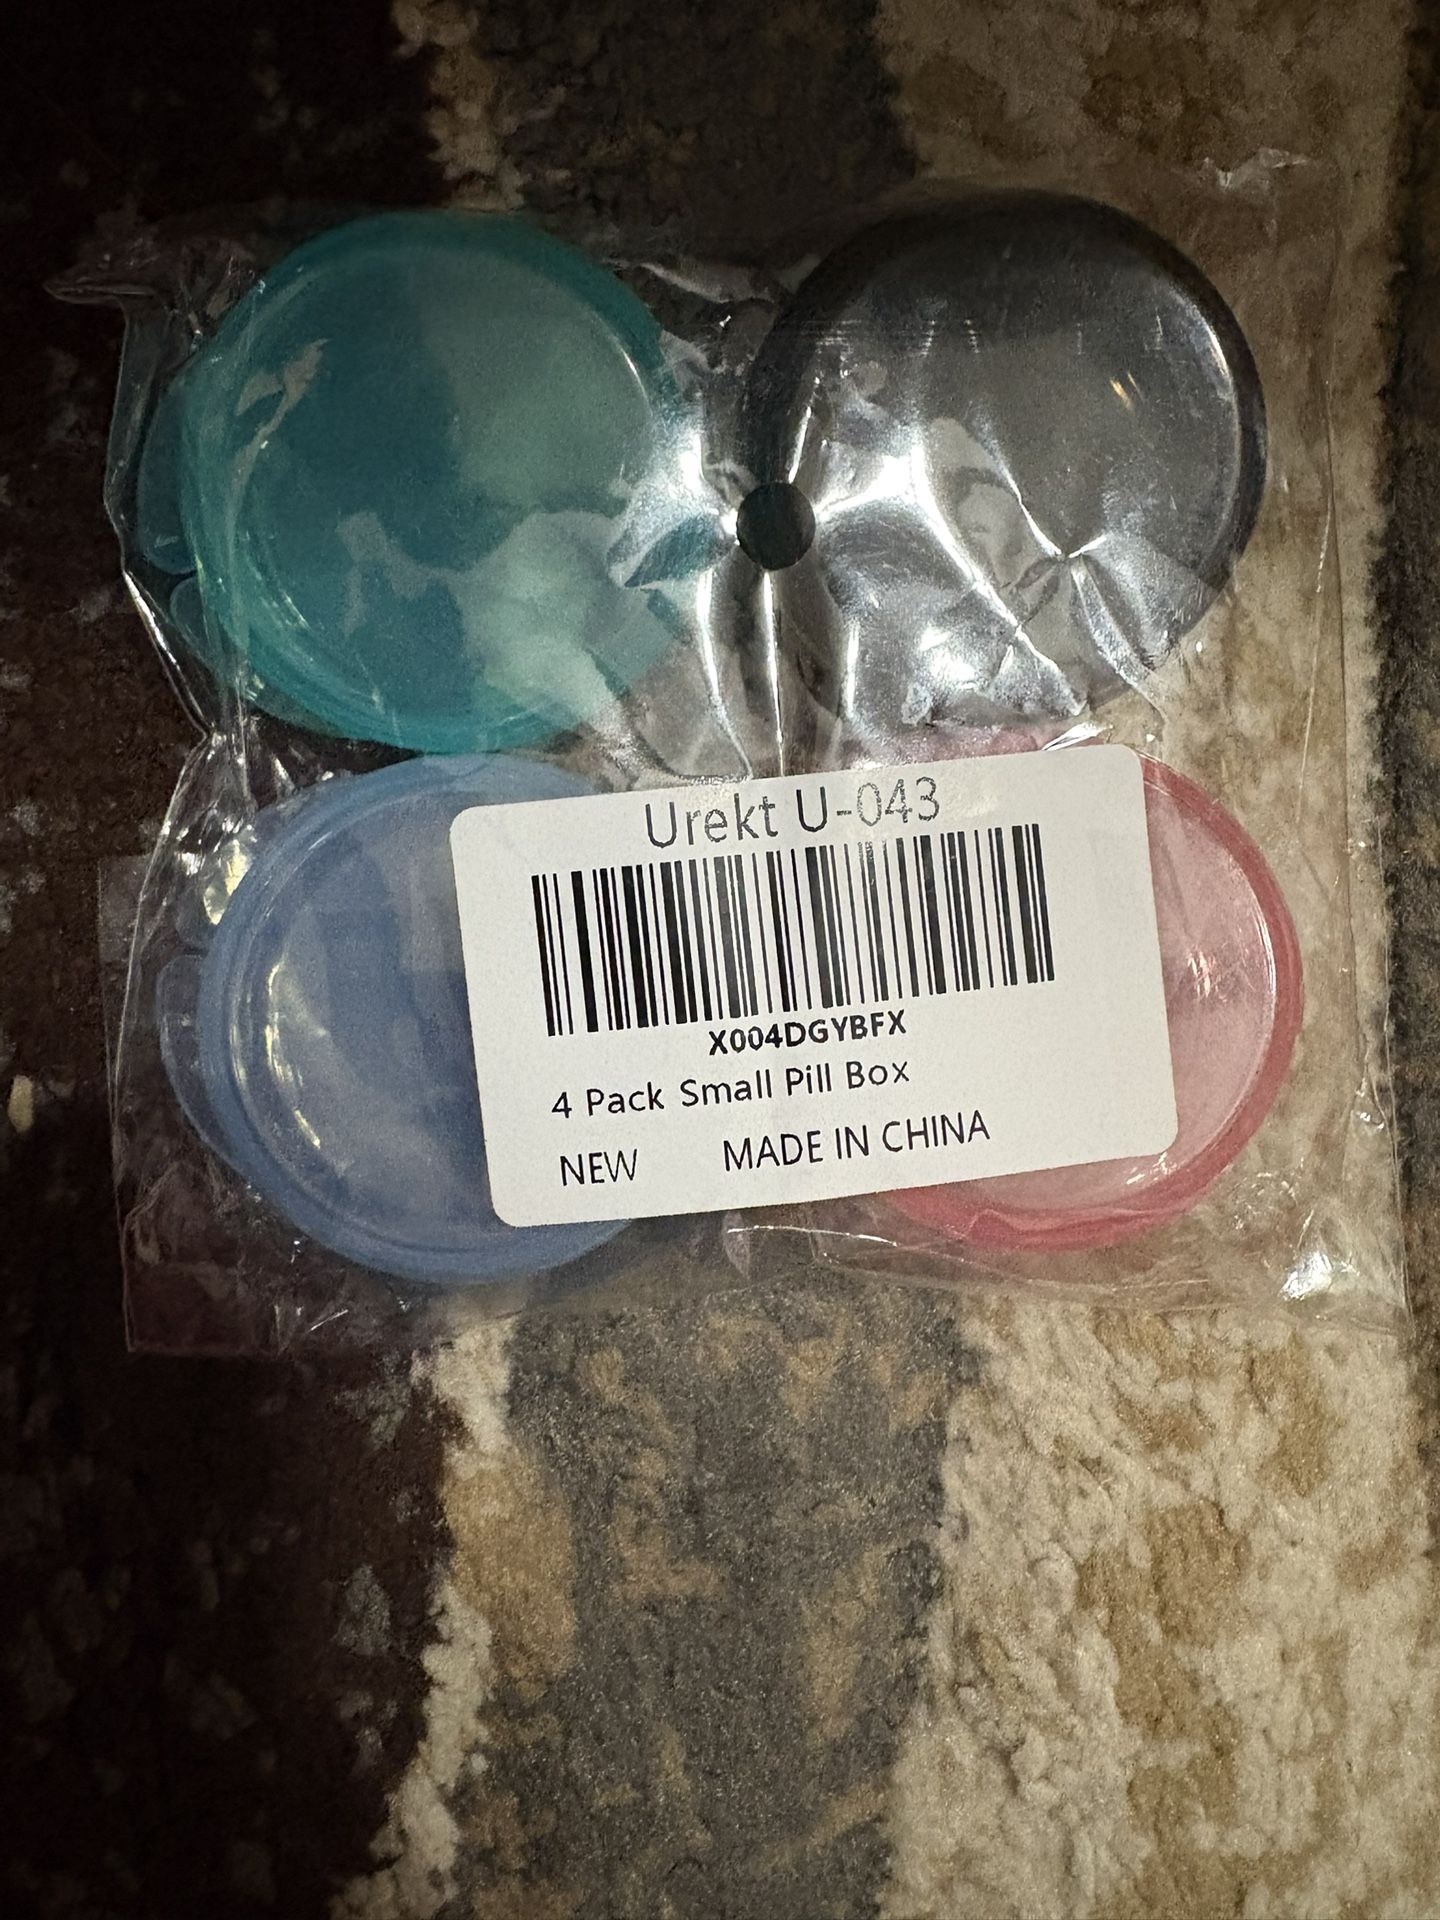 Urekt U-043
X004DGYBFX
4 Pack Small Pill Box
NEW MADE IN CHINA